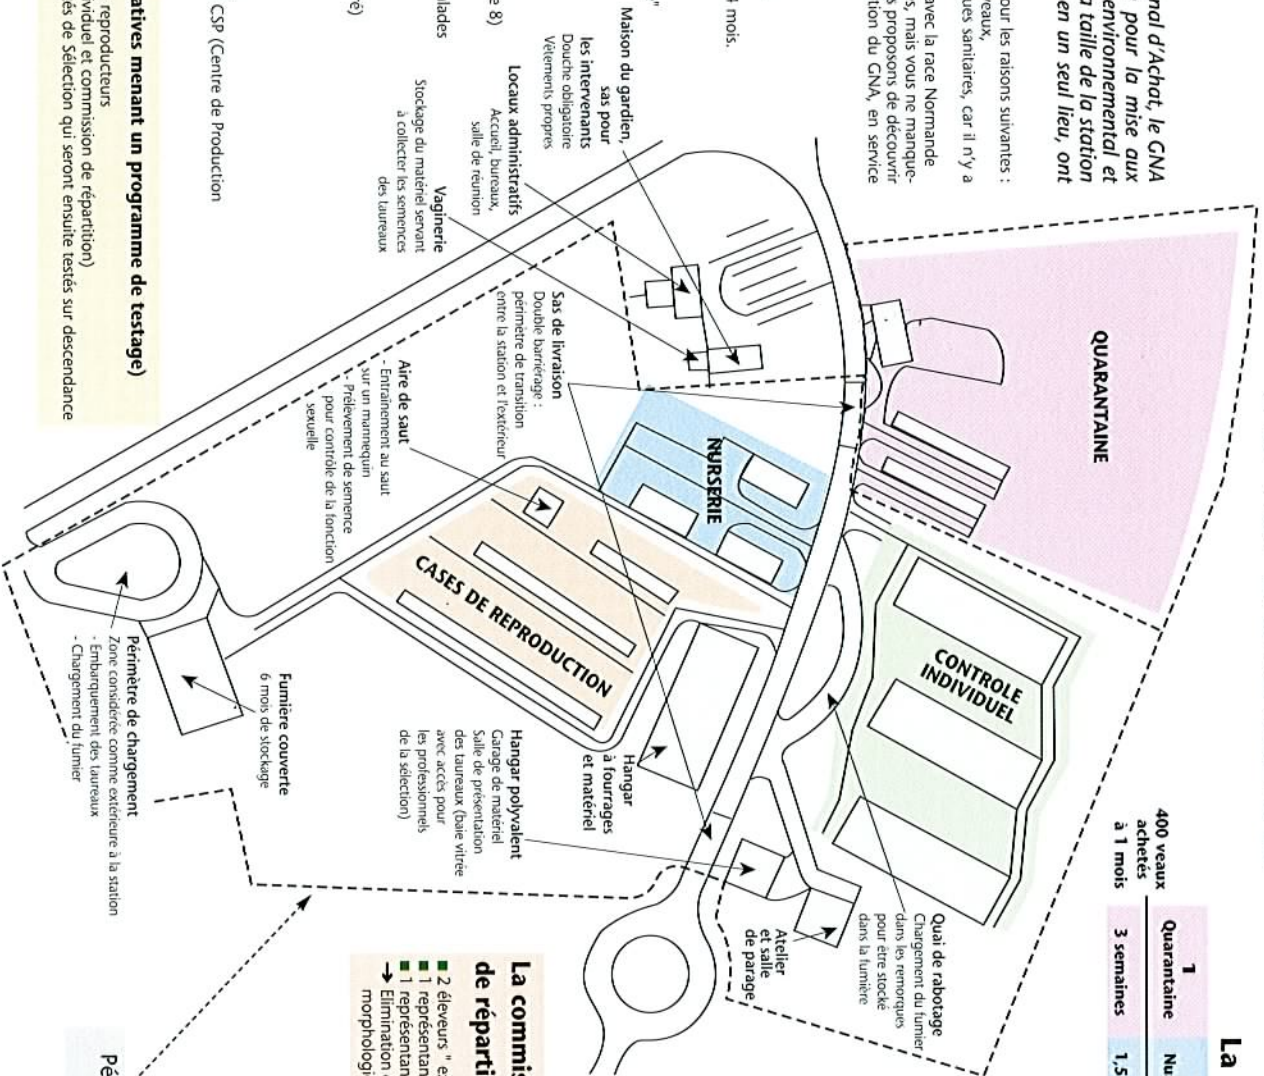 nal d'Achat, le GNA
pour la mise aux
environnemental et
a taille de la station
en un seul lieu, ont
our les raisons suivantes :
ues sanitaires, car il n'y a
eaux,
avec la race Normande
s, mais vous ne manque-
s proposons de découvrir
tion du GNA, en service
mois.
"
e 8)
lades
é)
CSP (Centre de Production
atives menant un programme de testage)
reproducteurs
viduel et commission de répartition)
és de Sélection qui seront ensuite testés sur descendance
Maison du gardien,
sas pour
les intervenants
Douche obligatoire
Vêtements propres
Locaux administratifs
Accueil, bureaux,
salle de réunion
Vaginerie
Stockage du matériel servant
à collecter les semences
des taureaux
Sas de livraison
Double barriérage :
périmètre de transition
entre la station et l'extérieur
Aire de saut
- Entraînement au saut
sur un mannequin
- Prélèvement de semence
pour contrôle de la fonction
sexuelle
QUARANTAINE
NURSERIE
CASES DE REPRODUCTION
CONTROLE
INDIVIDUEL
Périmètre de chargement
Zone considérée comme extérieure à la station
- Embarquement des taureaux
- Chargement du fumier
Fumière couverte
6 mois de stockage
Hangar
à fourrages
et matériel
Hangar polyvalent
Garage de matériel
Salle de présentation
des taureaux (baie vitrée
avec accès pour
les professionnels
de la sélection)
Quai de rabotage
Chargement du fumier
dans les remorques
pour être stocké
dans la fumière
Atelier
et salle
de parage
La
400 veaux
achetés
à 1 mois
1
Quarantaine
3 semaines
Nu
1,5
La commis
de réparti
■ 2 éleveurs " e
■ 1 représentan
■ 1 représentan
→ Elimination
morphologi
Pé